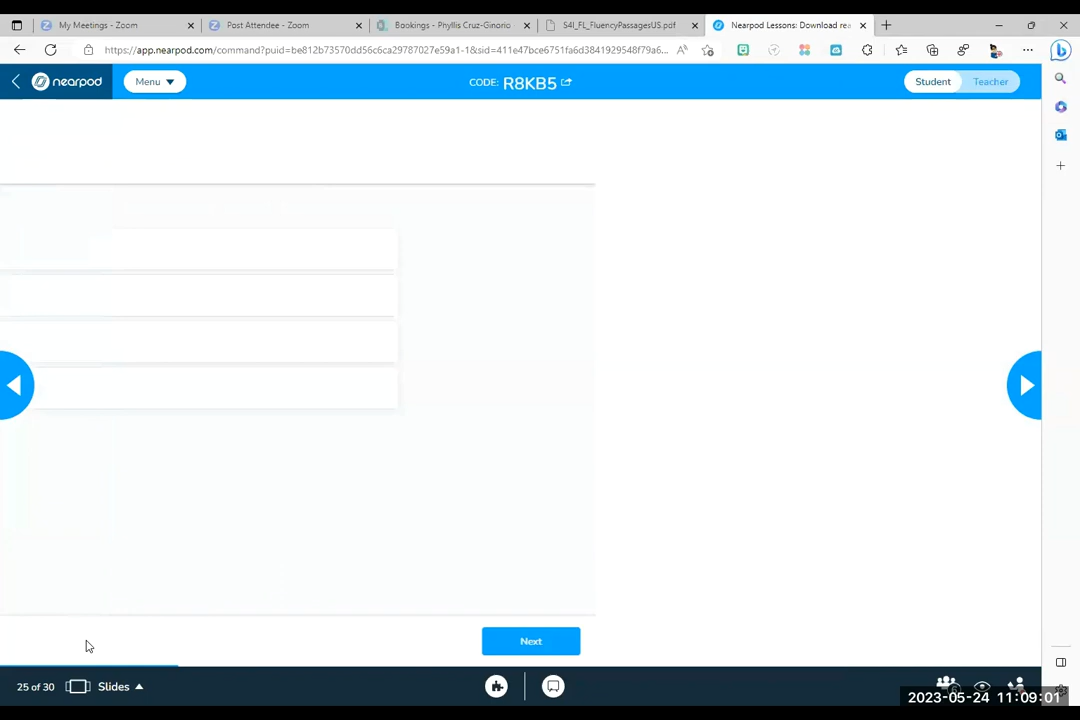 My Meetings - Zoom
Post Attendee - Zoom
Bookings - Phyllis Cruz-Ginorio
S4I_FL_FluencyPassagesUS.pdf
Nearpod Lessons: Download rea
https://app.nearpod.com/command?puid=be812b73570dd56c6ca29787027e59a1-1&sid=411e47bce6751fa6d3841929548f79a6...
nearpod
Menu
CODE: R8KB5
Student
Teacher
Next
25 of 30
Slides
2023-05-24 11:09:01